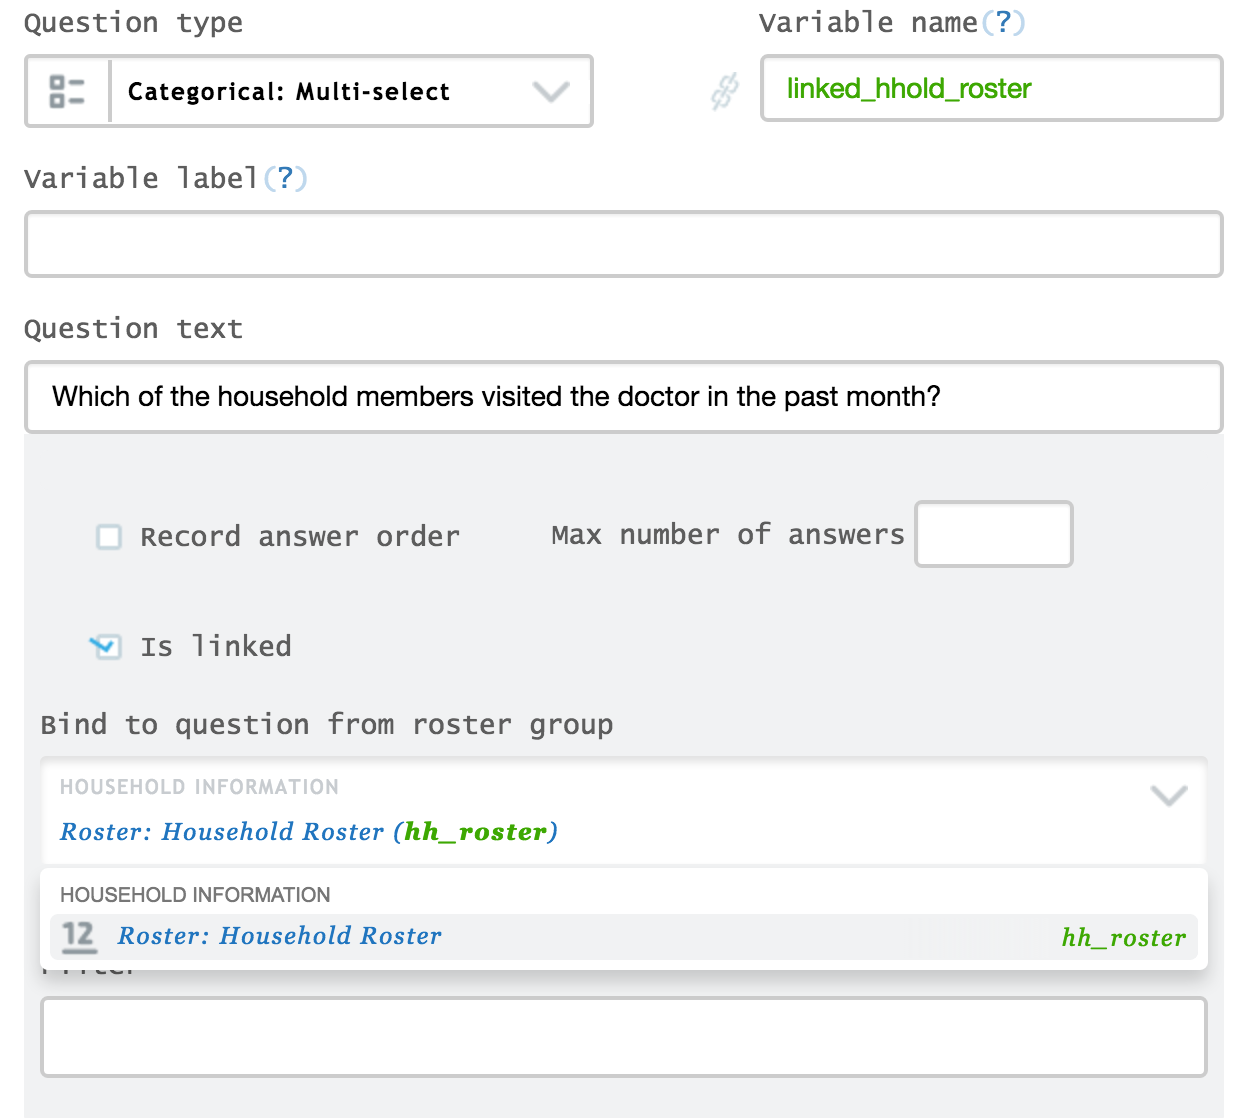 Question type
Variable name(?)
Categorical: Multi-select
linked_hhold_roster
Variable label(?)
Question text
Which of the household members visited the doctor in the past month?
Record answer order
Max number of answers
Is linked
Bind to question from roster group
HOUSEHOLD INFORMATION
Roster: Household Roster (hh_roster)
HOUSEHOLD INFORMATION
12 Roster: Household Roster hh_roster